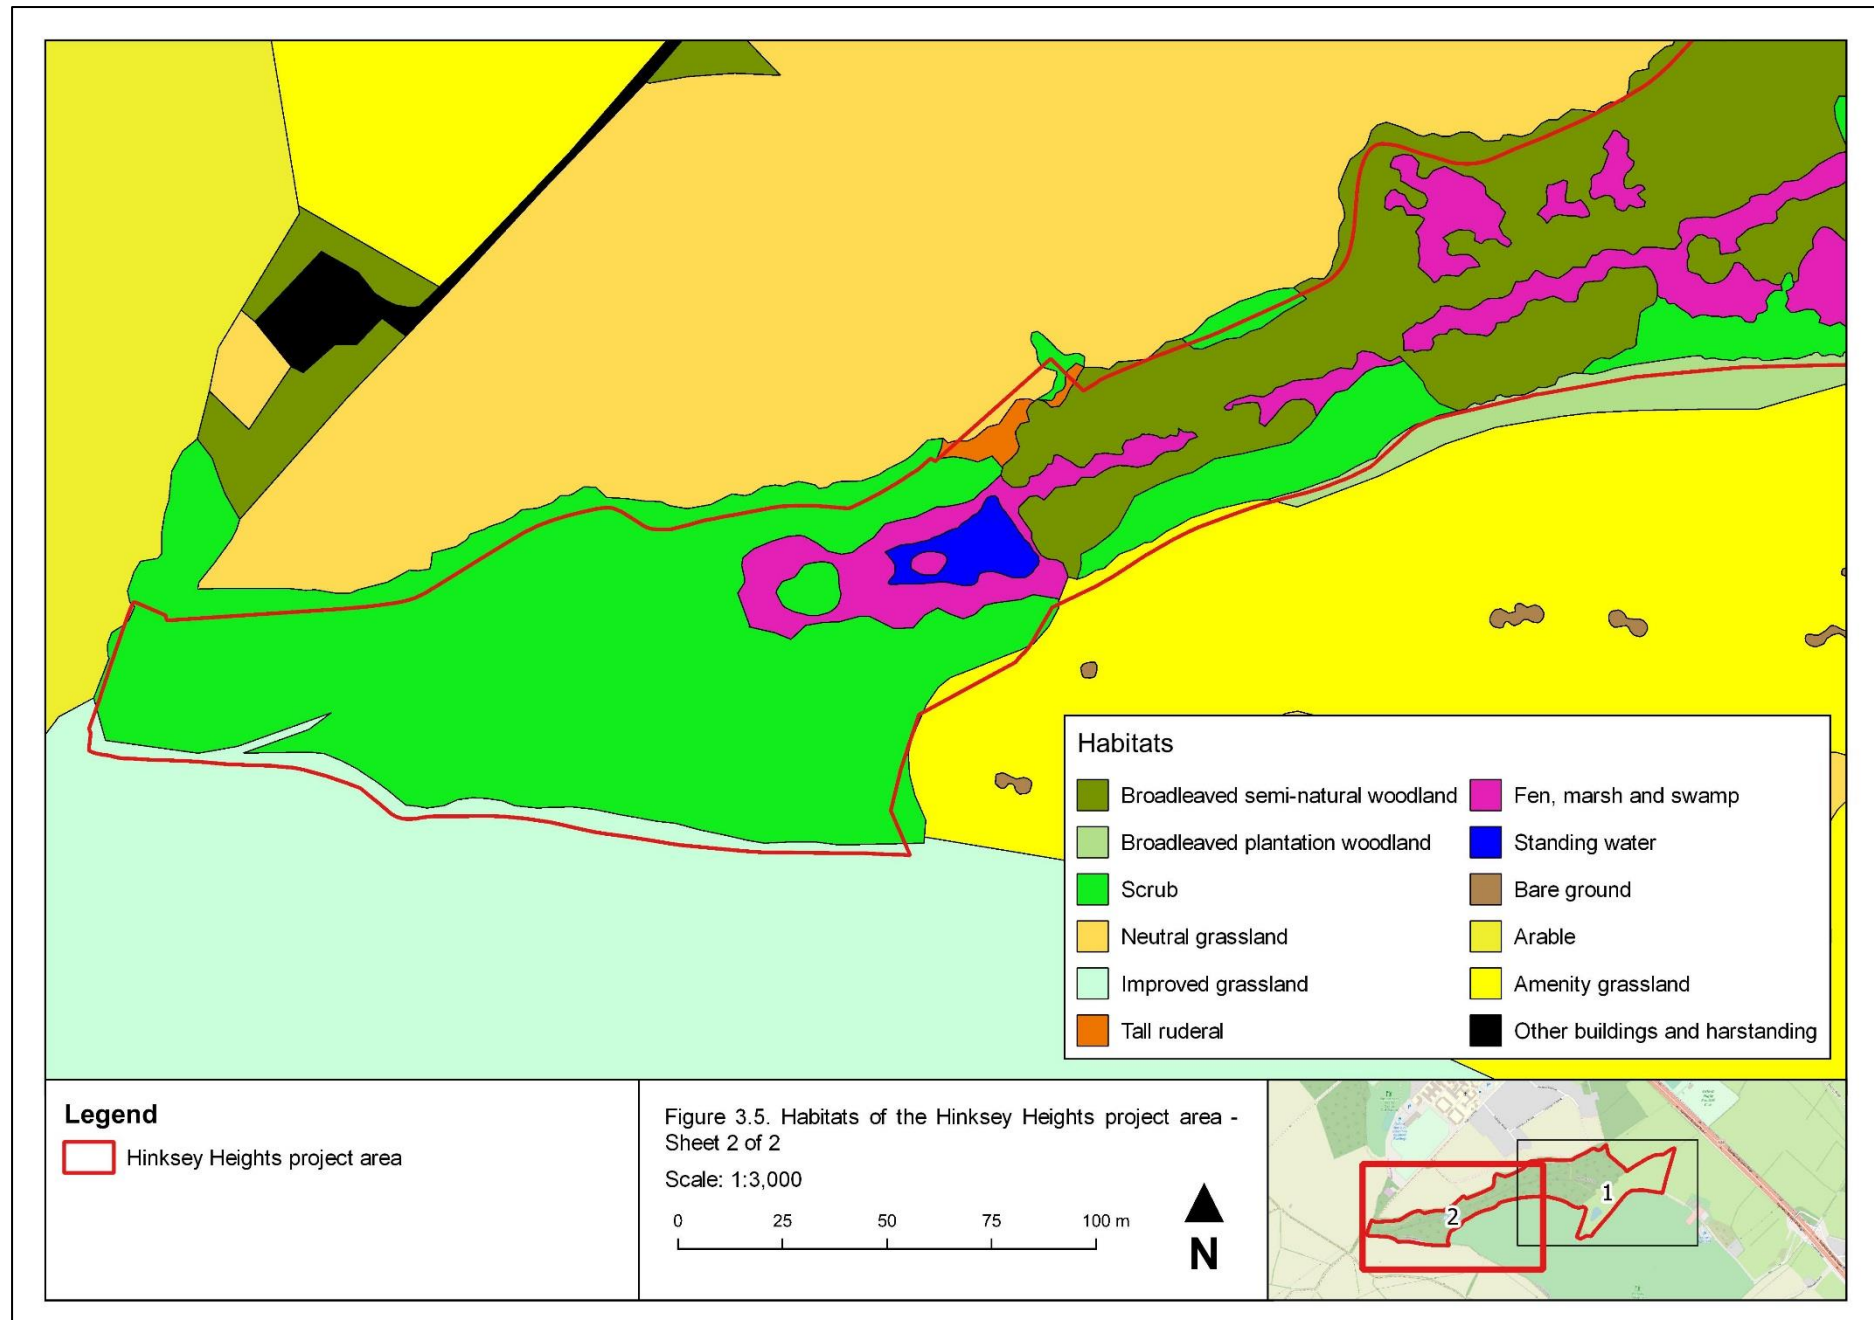 Habitats
Broadleaved semi-natural woodland
Broadleaved plantation woodland
Scrub
Neutral grassland
Improved grassland
Tall ruderal
Fen, marsh and swamp
Standing water
Bare ground
Arable
Amenity grassland
Other buildings and harstanding
Legend
Hinksey Heights project area
Figure 3.5. Habitats of the Hinksey Heights project area -
Sheet 2 of 2
Scale: 1:3,000
0 25 50 75 100 m
N
1
2